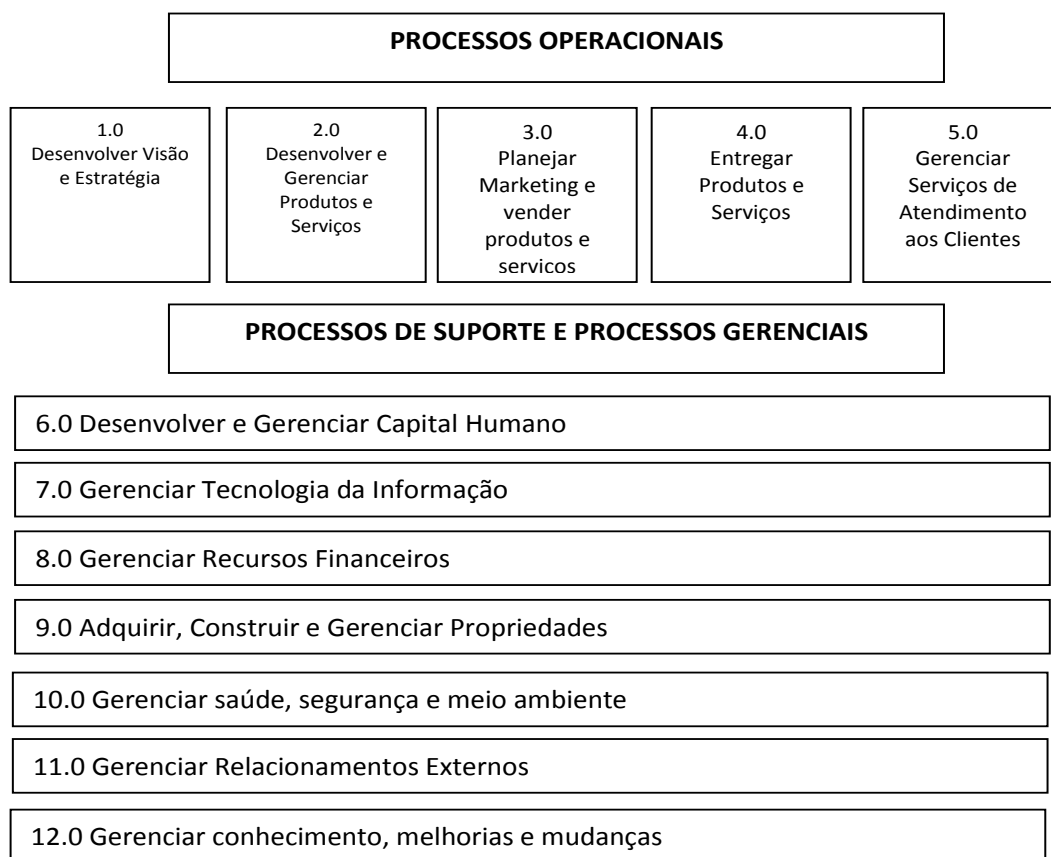 PROCESSOS OPERACIONAIS
1.0
Desenvolver Visão
e Estratégia
2.0
Desenvolver e
Gerenciar
Produtos e
Serviços
3.0
Planejar
Marketing e
vender
produtos e
servicos
4.0
Entregar
Produtos e
Serviços
5.0
Gerenciar
Serviços de
Atendimento
aos Clientes
PROCESSOS DE SUPORTE E PROCESSOS GERENCIAIS
6.0 Desenvolver e Gerenciar Capital Humano
7.0 Gerenciar Tecnologia da Informação
8.0 Gerenciar Recursos Financeiros
9.0 Adquirir, Construir e Gerenciar Propriedades
10.0 Gerenciar saúde, segurança e meio ambiente
11.0 Gerenciar Relacionamentos Externos
12.0 Gerenciar conhecimento, melhorias e mudanças